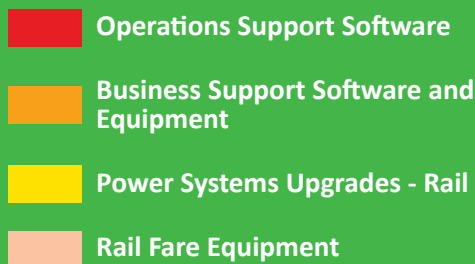 Operations Support Software
Business Support Software and
Equipment
Power Systems Upgrades - Rail
Rail Fare Equipment